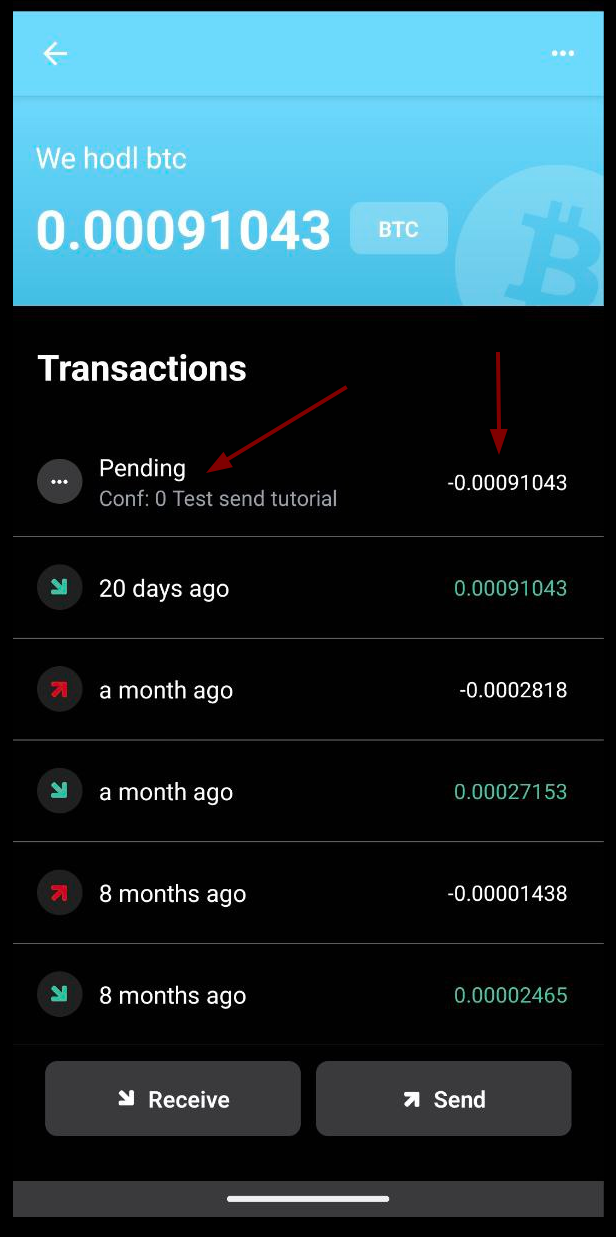 We hodl btc
0.00091043 BTC
Transactions
Pending
-0.00091043
Conf: 0 Test send tutorial
20 days ago 0.00091043
a month ago -0.0002818
a month ago 0.00027153
8 months ago -0.00001438
8 months ago 0.00002465
Receive Send